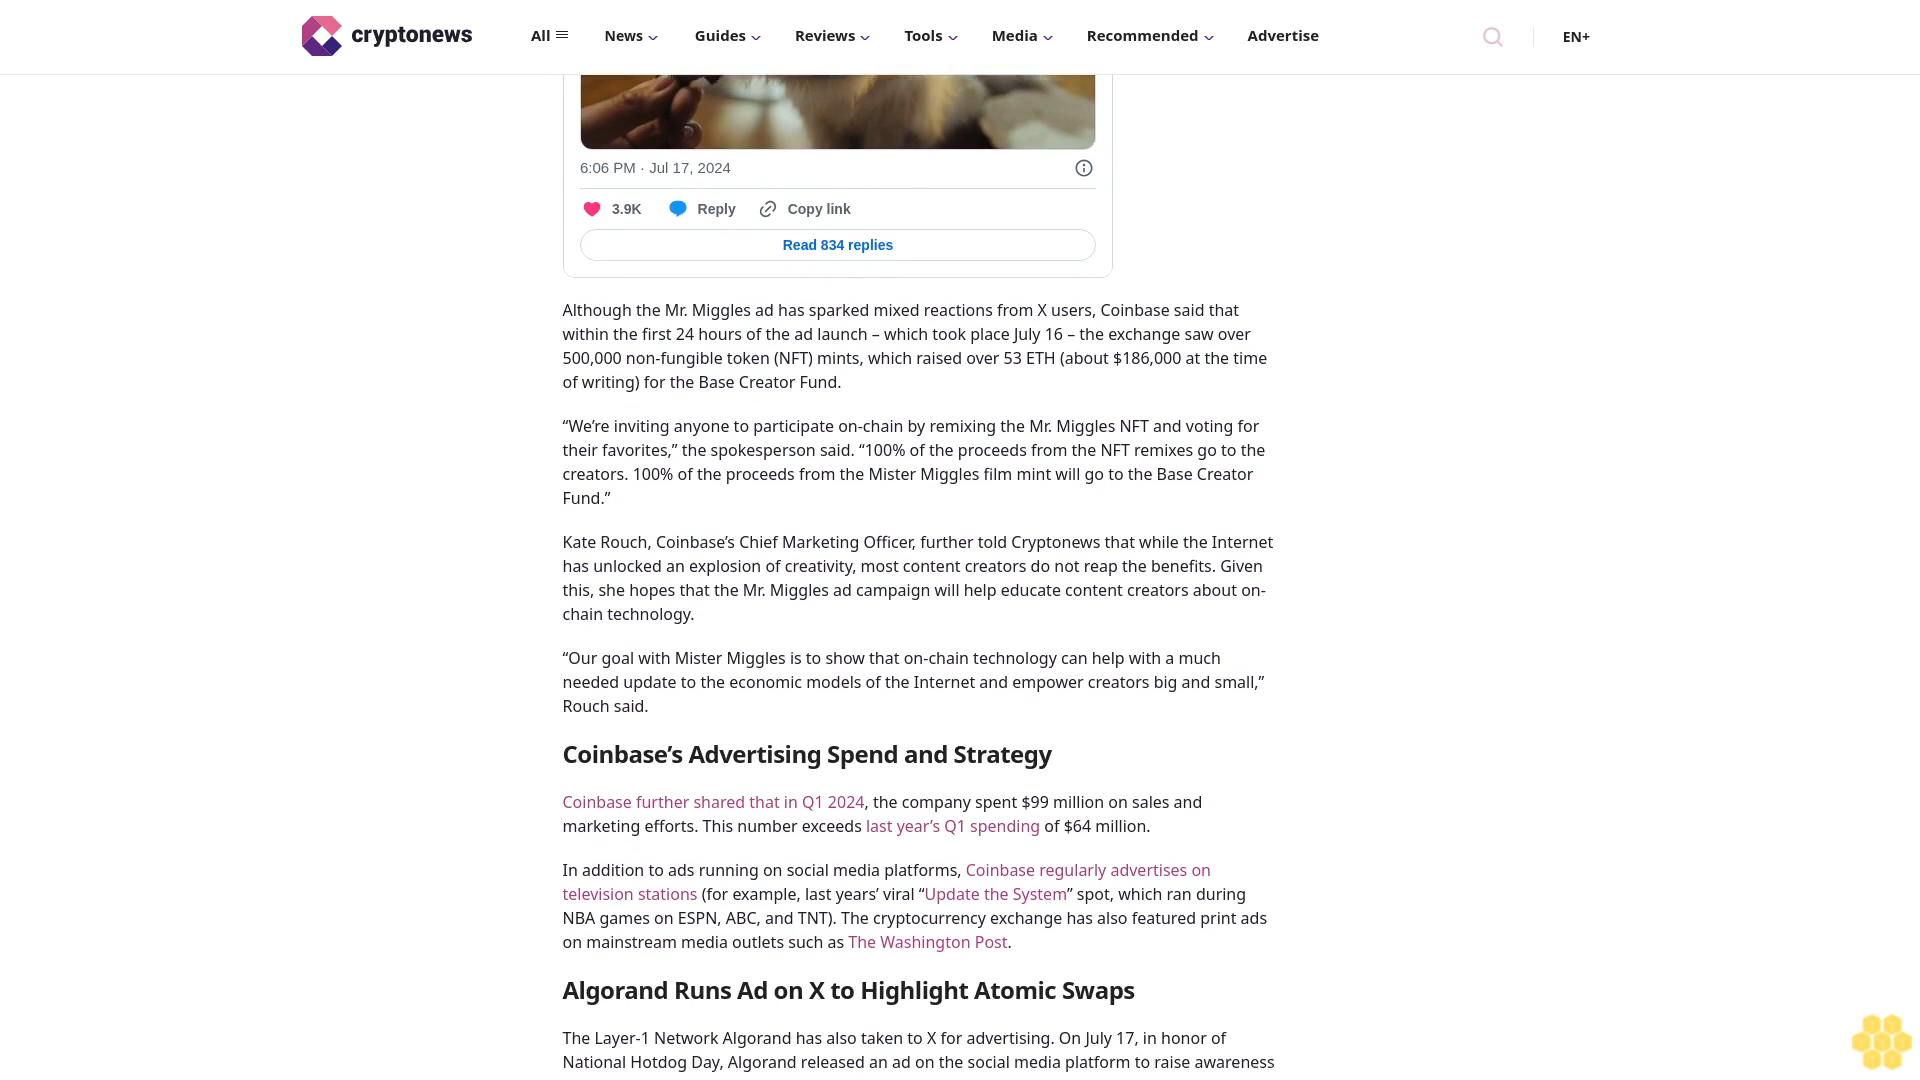 cryptonews
All
News
Guides
Reviews
Tools
Media
Recommended
Advertise
EN+
6:06 PM · Jul 17, 2024
3.9K
Reply
Copy link
Read 834 replies
Although the Mr. Miggles ad has sparked mixed reactions from X users, Coinbase said that
within the first 24 hours of the ad launch – which took place July 16 – the exchange saw over
500,000 non-fungible token (NFT) mints, which raised over 53 ETH (about $186,000 at the time
of writing) for the Base Creator Fund.
“We’re inviting anyone to participate on-chain by remixing the Mr. Miggles NFT and voting for
their favorites,” the spokesperson said. “100% of the proceeds from the NFT remixes go to the
creators. 100% of the proceeds from the Mister Miggles film mint will go to the Base Creator
Fund.”
Kate Rouch, Coinbase’s Chief Marketing Officer, further told Cryptonews that while the Internet
has unlocked an explosion of creativity, most content creators do not reap the benefits. Given
this, she hopes that the Mr. Miggles ad campaign will help educate content creators about on-
chain technology.
“Our goal with Mister Miggles is to show that on-chain technology can help with a much
needed update to the economic models of the Internet and empower creators big and small,”
Rouch said.
Coinbase’s Advertising Spend and Strategy
Coinbase further shared that in Q1 2024, the company spent $99 million on sales and
marketing efforts. This number exceeds last year’s Q1 spending of $64 million.
In addition to ads running on social media platforms, Coinbase regularly advertises on
television stations (for example, last years’ viral “Update the System” spot, which ran during
NBA games on ESPN, ABC, and TNT). The cryptocurrency exchange has also featured print ads
on mainstream media outlets such as The Washington Post.
Algorand Runs Ad on X to Highlight Atomic Swaps
The Layer-1 Network Algorand has also taken to X for advertising. On July 17, in honor of
National Hotdog Day, Algorand released an ad on the social media platform to raise awareness